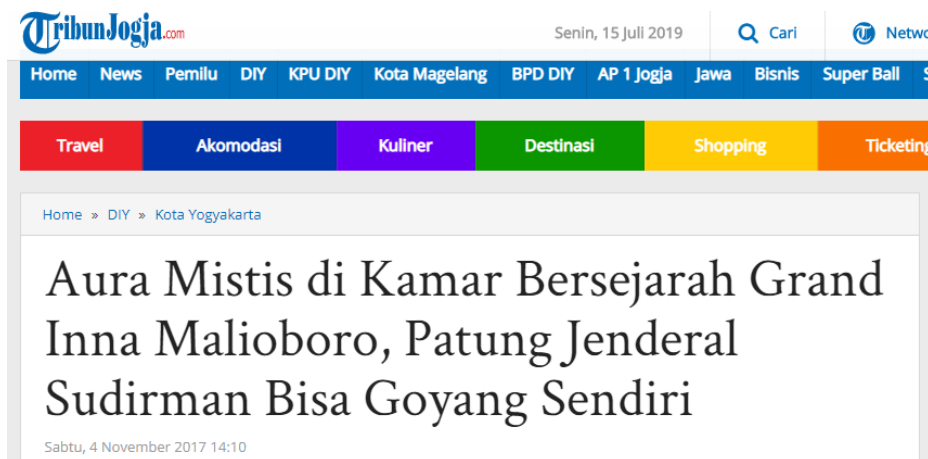 TribunJogja.com
Senin, 15 Juli 2019
Cari
Home News Pemilu DIY KPU DIY Kota Magelang BPD DIY AP 1 Jogja Jawa Bisnis Super Ball
Travel Akomodasi Kuliner Destinasi Shopping Ticketing
Home » DIY » Kota Yogyakarta
Aura Mistis di Kamar Bersejarah Grand
Inna Malioboro, Patung Jenderal
Sudirman Bisa Goyang Sendiri
Sabtu, 4 November 2017 14:10